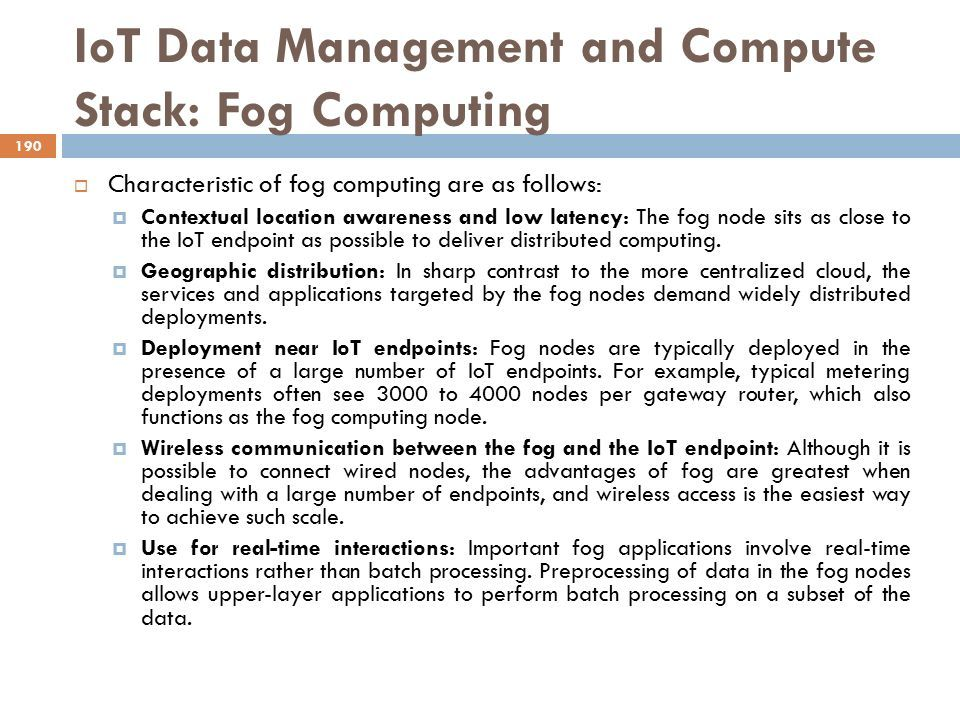 IoT Data Management and Compute
Stack: Fog Computing
190
Characteristic of fog computing are as follows:
Contextual location awareness and low latency: The fog node sits as close to
the IoT endpoint as possible to deliver distributed computing.
Geographic distribution: In sharp contrast to the more centralized cloud, the
services and applications targeted by the fog nodes demand widely distributed
deployments.
Deployment near IoT endpoints: Fog nodes are typically deployed in the
presence of a large number of IoT endpoints. For example, typical metering
deployments often see 3000 to 4000 nodes per gateway router, which also
functions as the fog computing node.
Wireless communication between the fog and the IoT endpoint: Although it is
possible to connect wired nodes, the advantages of fog are greatest when
dealing with a large number of endpoints, and wireless access is the easiest way
to achieve such scale.
Use for real-time interactions: Important fog applications involve real-time
interactions rather than batch processing. Preprocessing of data in the fog nodes
allows upper-layer applications to perform batch processing on a subset of the
data.